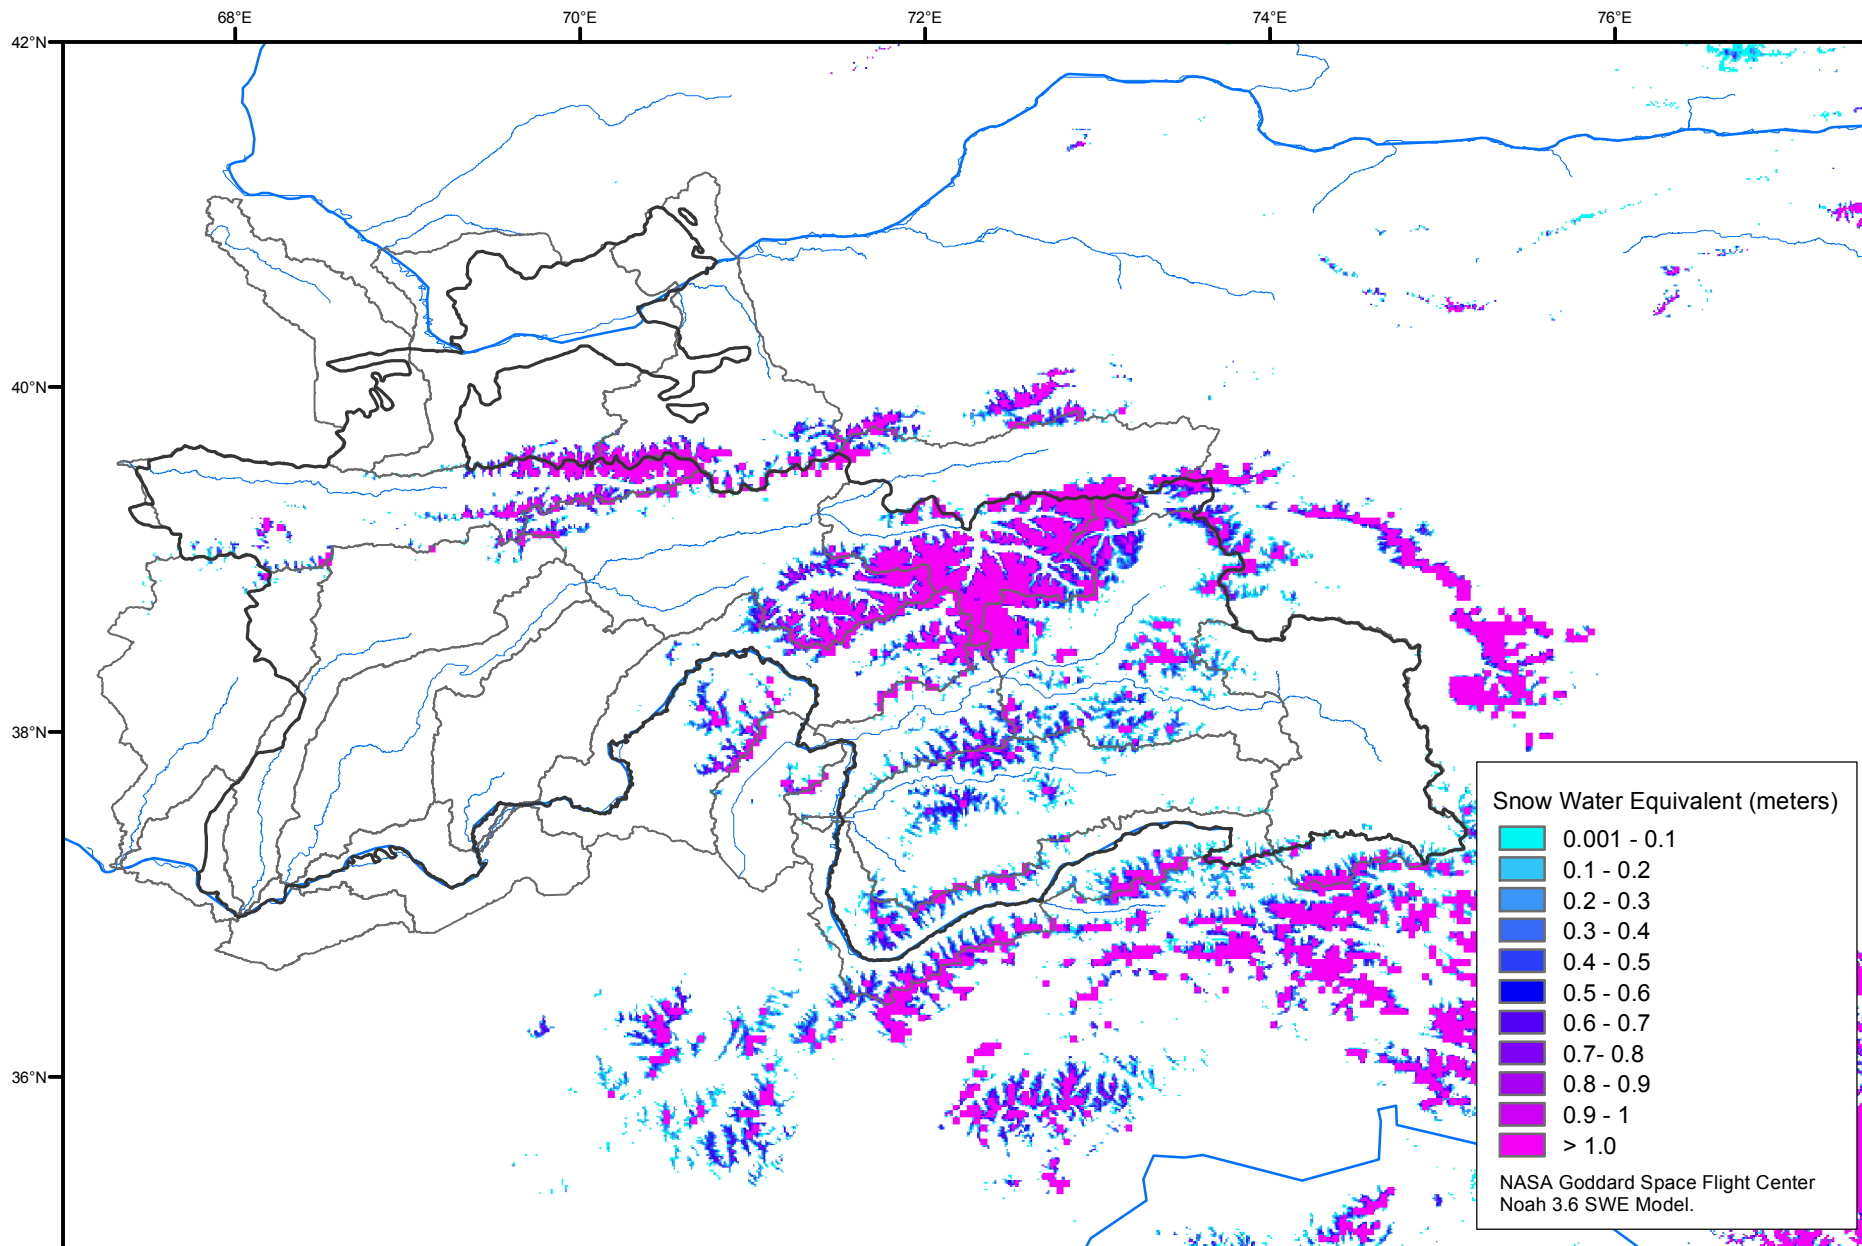 68°E 70°E 72°E 74°E 76°E
42°N
40°N
38°N
36°N
Snow Water Equivalent (meters)
0.001 - 0.1
0.1 - 0.2
0.2 - 0.3
0.3 - 0.4
0.4 - 0.5
0.5 - 0.6
0.6 - 0.7
0.7- 0.8
0.8 - 0.9
0.9 - 1
> 1.0
NASA Goddard Space Flight Center
Noah 3.6 SWE Model.